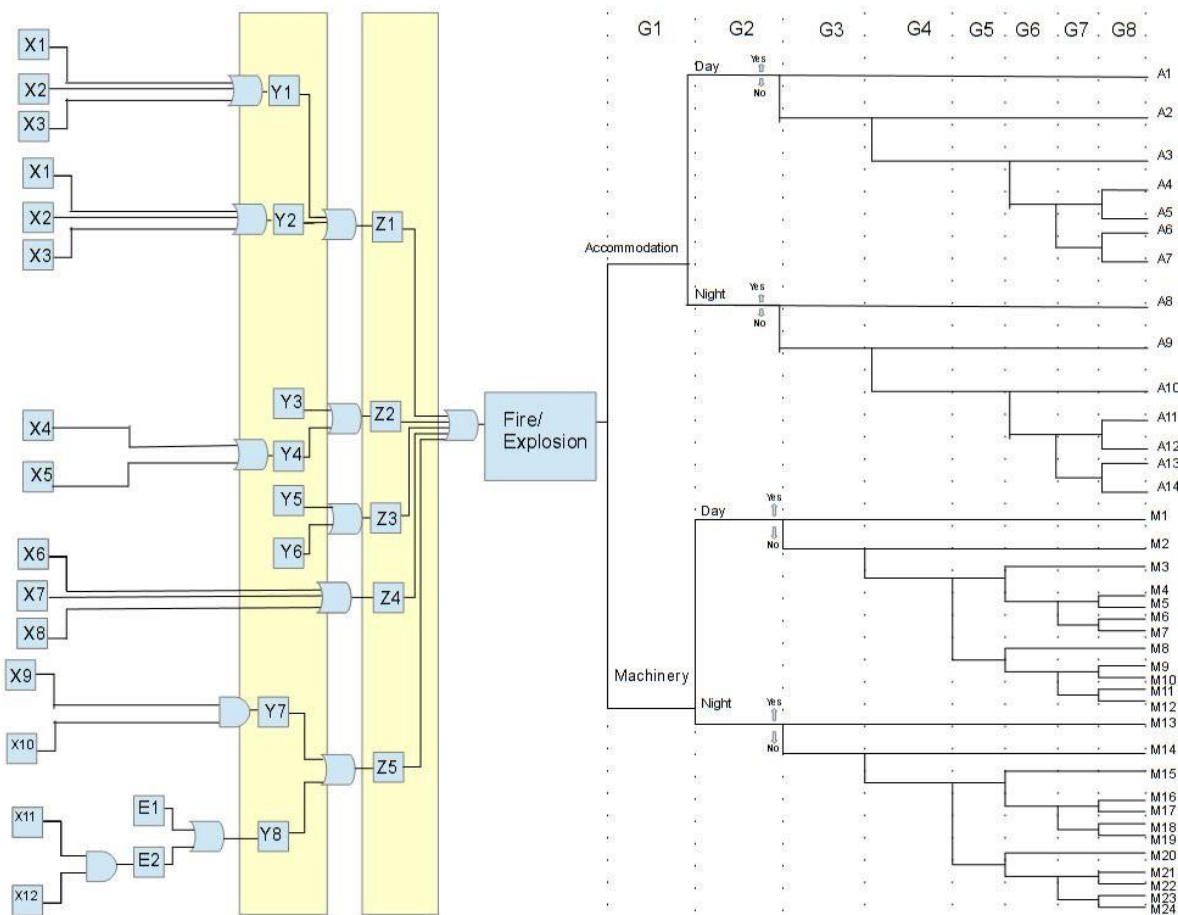 G1 G2 G3 G4 G5 G6 G7 G8
X1
X2
X3
Y1
X1
X2
X3
Y2
Z1
X4
X5
Y3
Y4
Z2
Y5
Y6
Z3
X6
X7
X8
Z4
X9
X10
Y7
Z5
X11
X12
E1
E2
Y8
Fire/
Explosion
Accommodation
Day
Yes
No
Night
Yes
No
Machinery
Day
Yes
No
Night
Yes
No
A1
A2
A3
A4
A5
A6
A7
A8
A9
A10
A11
A12
A13
A14
M1
M2
M3
M4
M5
M6
M7
M8
M9
M10
M11
M12
M13
M14
M15
M16
M17
M18
M19
M20
M21
M22
M23
M24